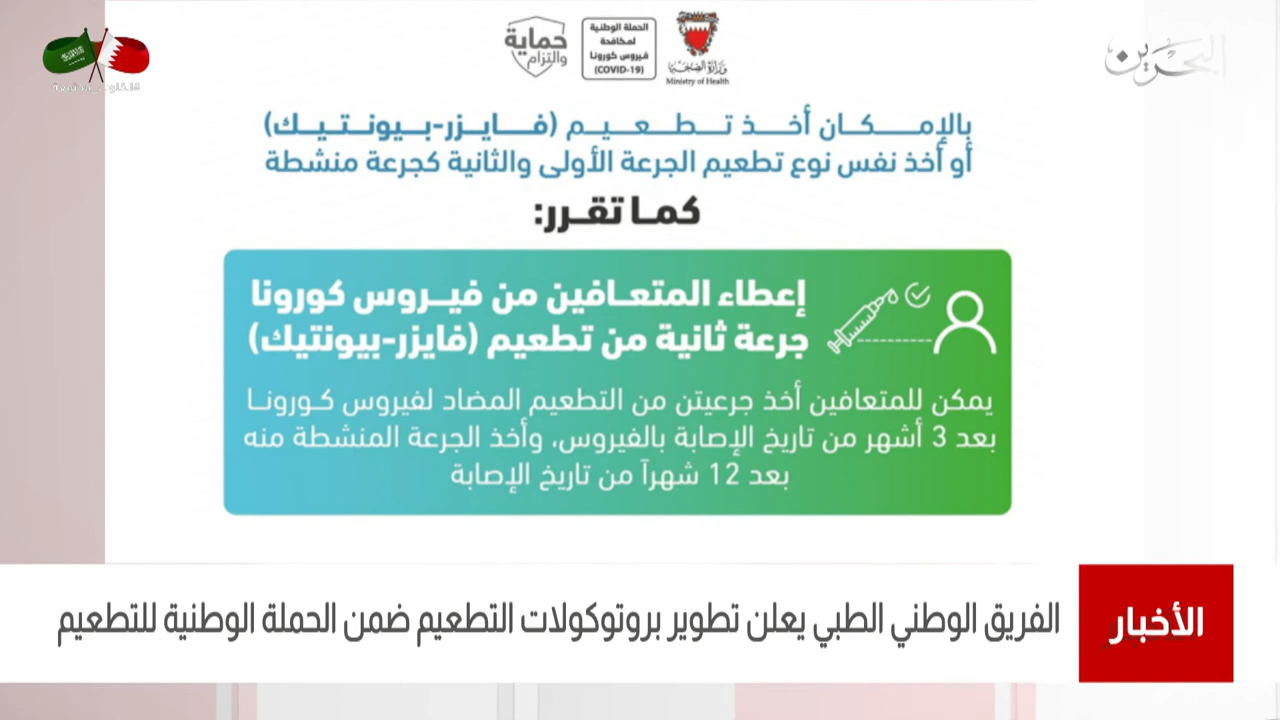 حماية
والتزام
الحملة الوطنية
لمكافحة
فيروس كورونا
(COVID-19)
وزارة الصحة
Ministry of Health
البحرين
بالإمكان أخذ تطعيم (فايزر-بيونتيك)
أو أخذ نفس نوع تطعيم الجرعة الأولى والثانية كجرعة منشطة
كما تقرر:
إعطاء المتعافين من فيروس كورونا
جرعة ثانية من تطعيم (فايزر-بيونتيك)
يمكن للمتعافين أخذ جرعيتن من التطعيم المضاد لفيروس كورونا
بعد 3 أشهر من تاريخ الإصابة بالفيروس، وأخذ الجرعة المنشطة منه
بعد 12 شهرآ من تاريخ الإصابة
الأخبار
الفريق الوطني الطبي يعلن تطوير بروتوكولات التطعيم ضمن الحملة الوطنية للتطعيم